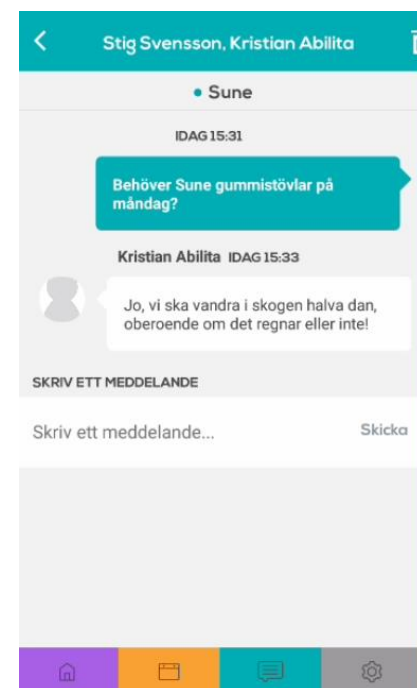 Stig Svensson, Kristian Abilita
Sune
IDAG 15:31
Behöver Sune gummistövlar på
måndag?
Kristian Abilita IDAG 15:33
Jo, vi ska vandra i skogen halva dan,
oberoende om det regnar eller inte!
SKRIV ETT MEDDELANDE
Skriv ett meddelande... Skicka